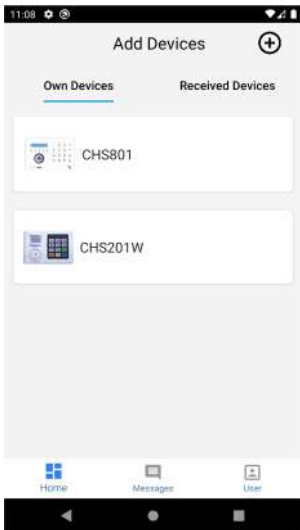 11:08
Add Devices
Own Devices Received Devices
CHS801
CHS201W
Home Messages User